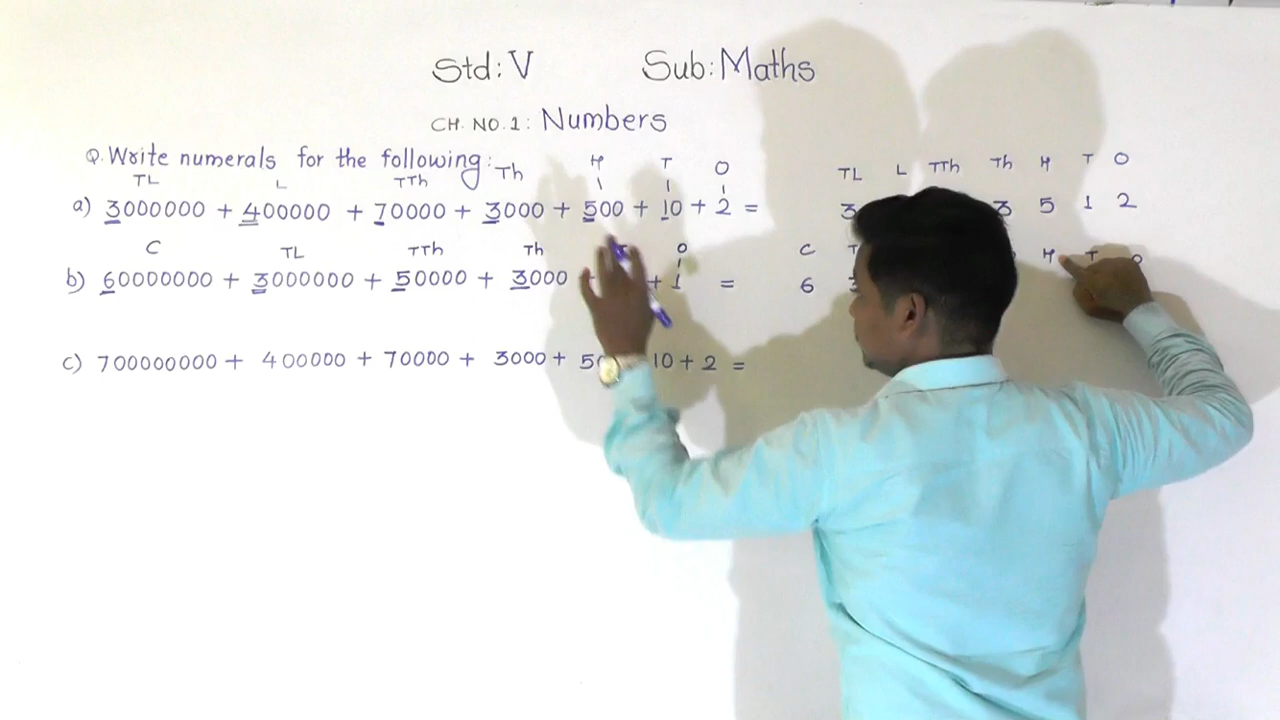 Std: V Sub: Maths
CH. NO. 1: Numbers
Q. Write numerals for the following:
TL L TTh Th H T O TL L TTh Th H T O
a) 3000000 + 400000 + 70000 + 3000 + 500 + 10 + 2 = 3 3 5 1 2
C TL TTh Th O C H T O
b) 60000000 + 3000000 + 50000 + 3000 + 1 = 6
c) 700000000 + 400000 + 70000 + 3000 + 10 + 2 =